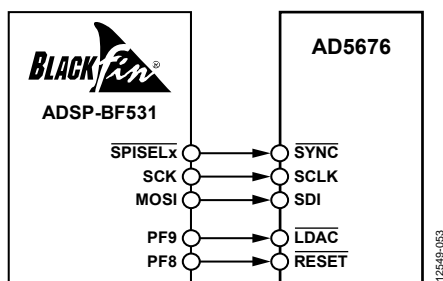 BLACKfin®
ADSP-BF531
AD5676
SPISELx SYNC
SCK SCLK
MOSI SDI
PF9 LDAC
PF8 RESET
12549-053